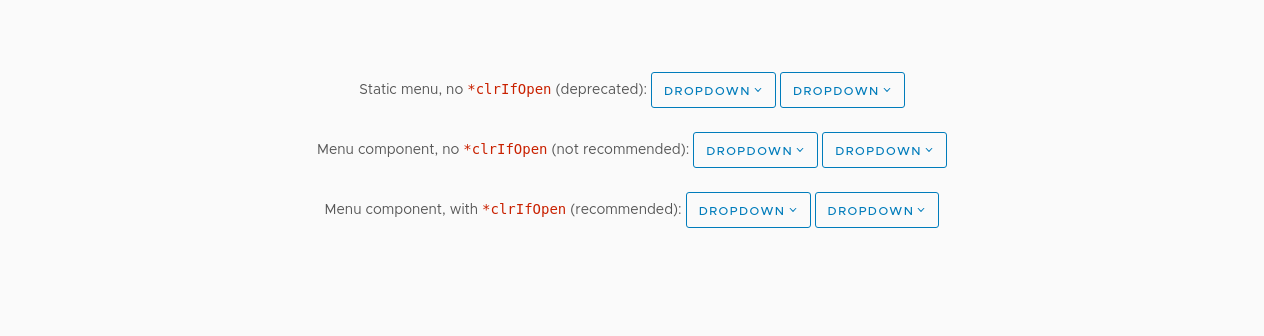 Static menu, no *clrIfOpen (deprecated): DROPDOWN DROPDOWN
Menu component, no *clrIfOpen (not recommended): DROPDOWN DROPDOWN
Menu component, with *clrIfOpen (recommended): DROPDOWN DROPDOWN